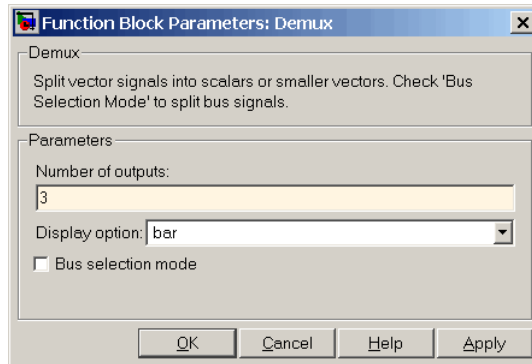 Function Block Parameters: Demux
Demux
Split vector signals into scalars or smaller vectors. Check 'Bus
Selection Mode' to split bus signals.
Parameters
Number of outputs:
3
Display option: bar
Bus selection mode
OK Cancel Help Apply